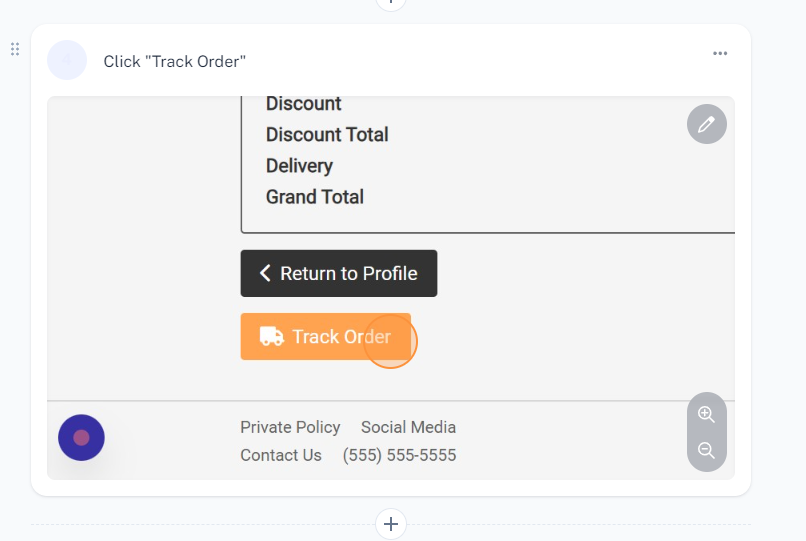 Click "Track Order"
Discount
Discount Total
Delivery
Grand Total
Return to Profile
Track Order
Private Policy Social Media
Contact Us (555) 555-5555